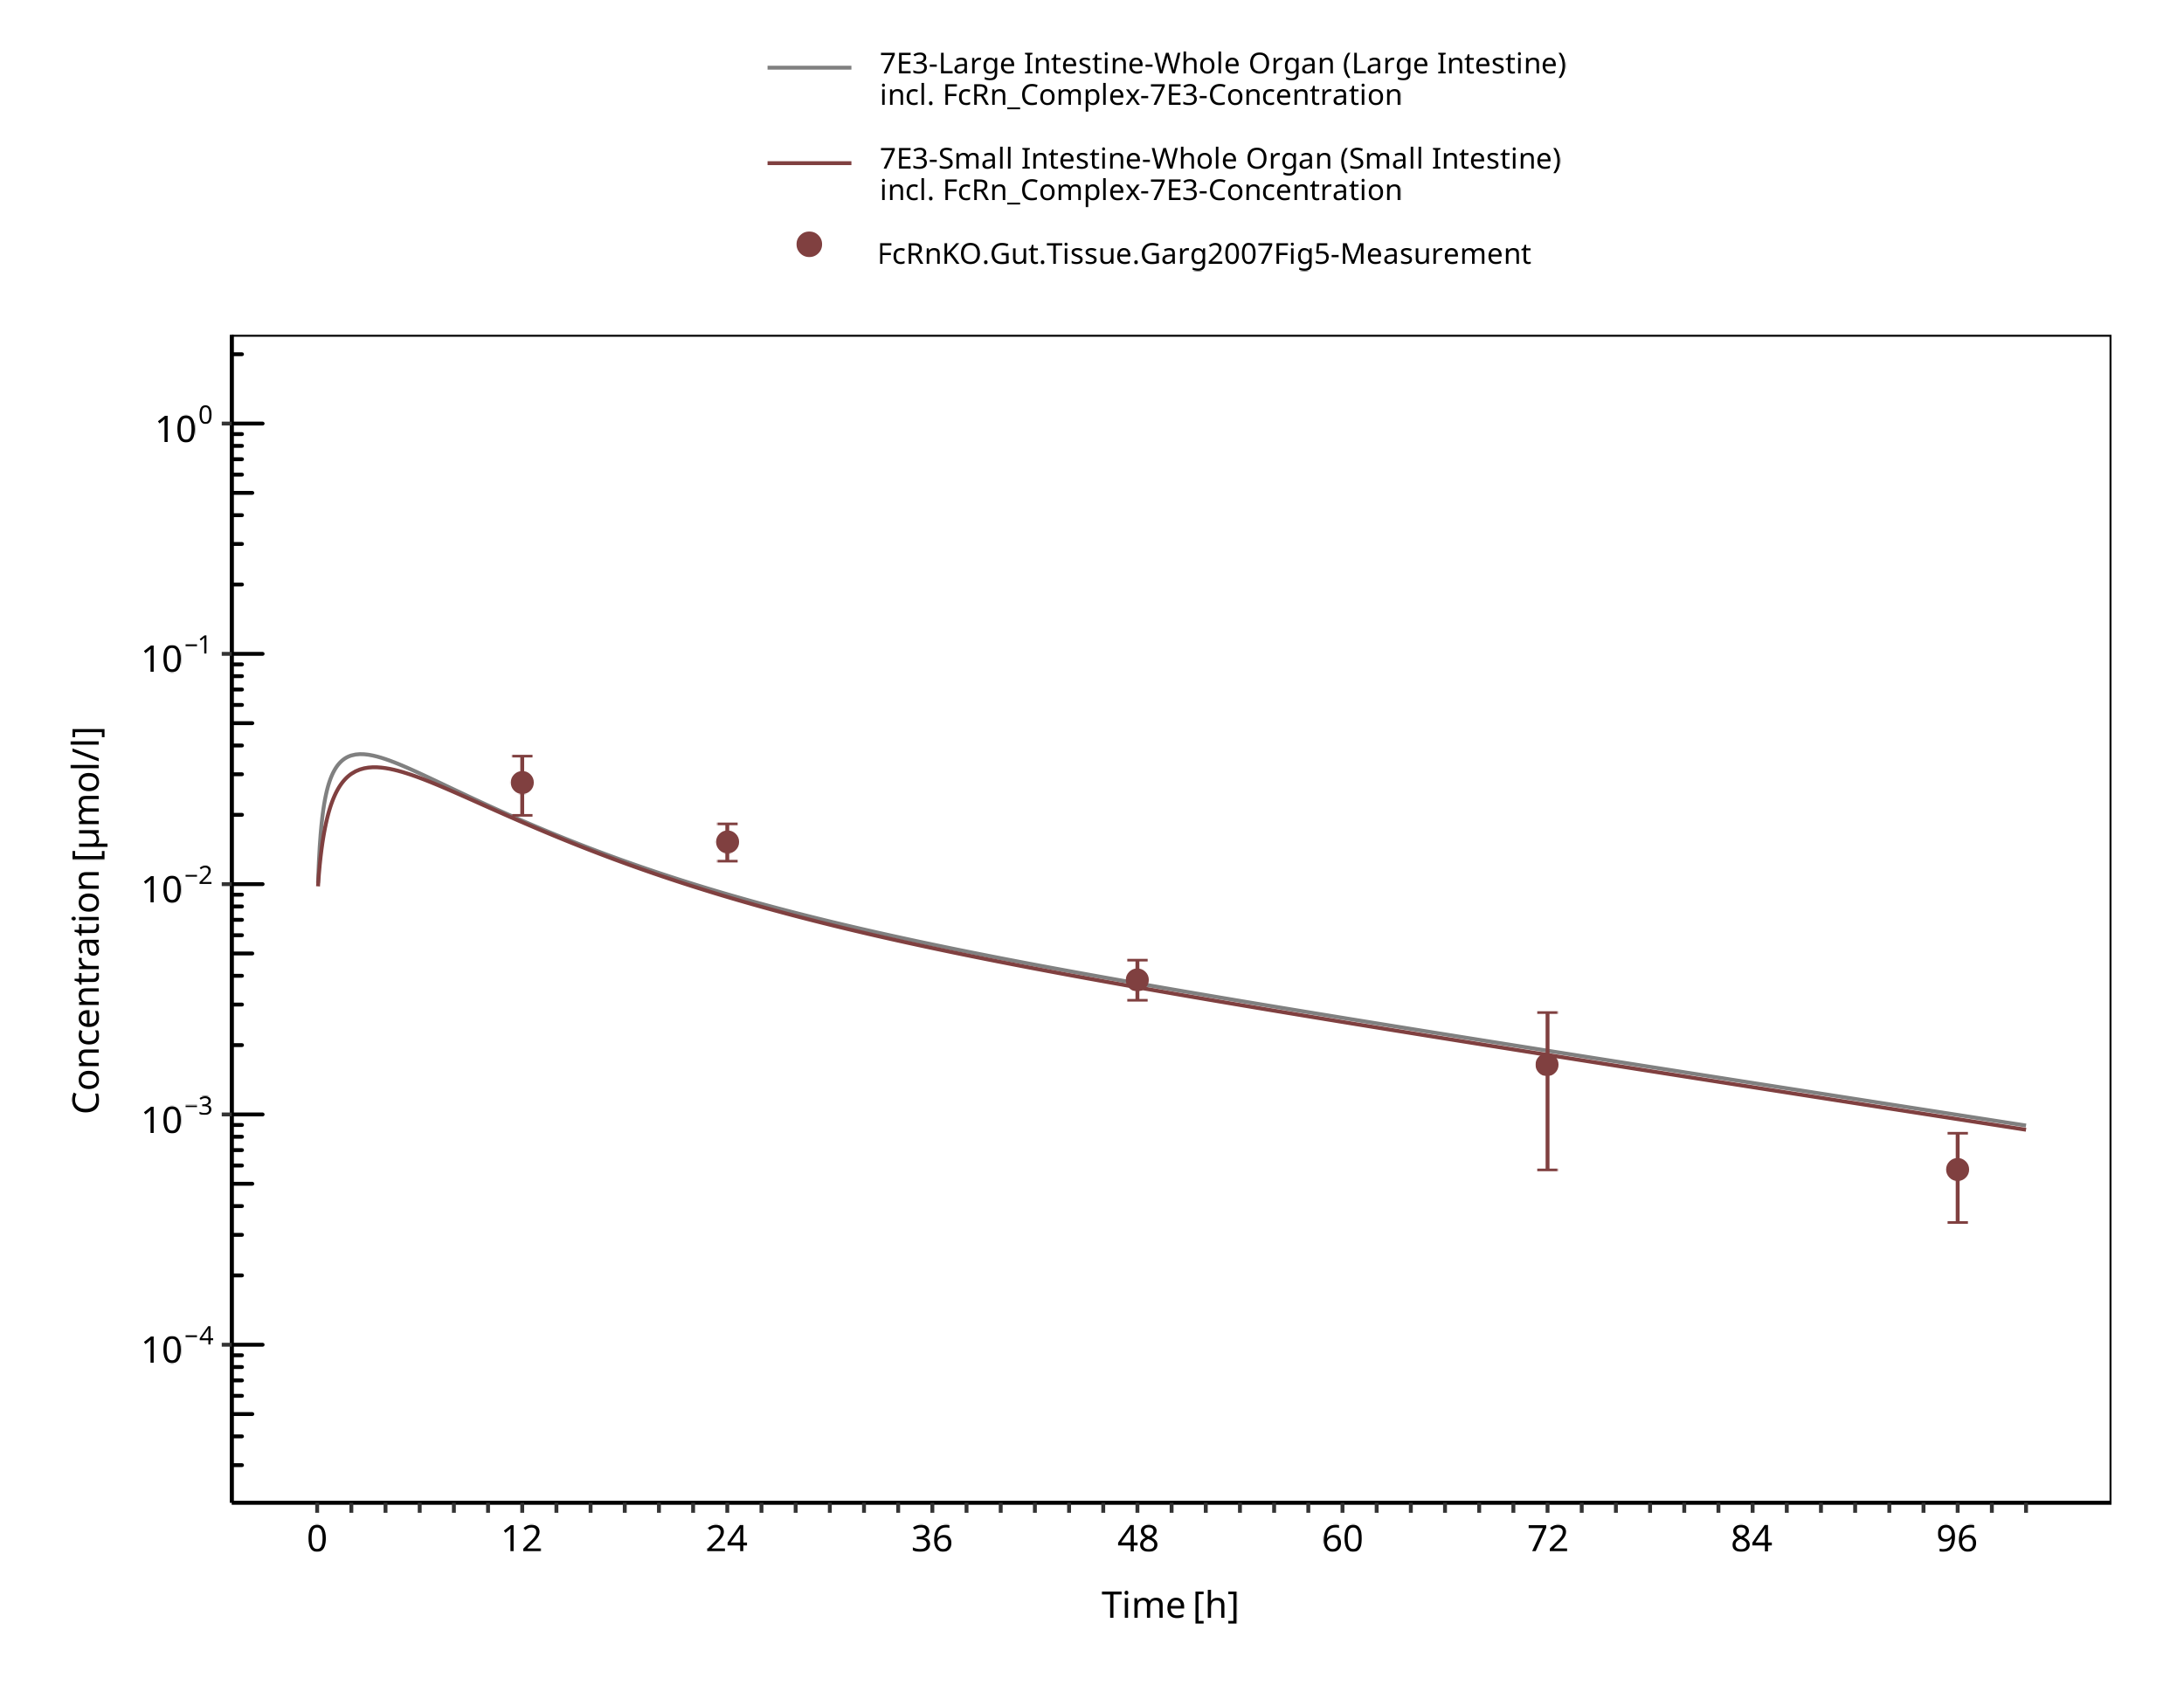 7E3-Large Intestine-Whole Organ (Large Intestine)
incl. FcRn_Complex-7E3-Concentration
7E3-Small Intestine-Whole Organ (Small Intestine)
incl. FcRn_Complex-7E3-Concentration
FcRnKO.Gut.Tissue.Garg2007Fig5-Measurement
Concentration [µmol/l]
10⁰
10⁻¹
10⁻²
10⁻³
10⁻⁴
0 12 24 36 48 60 72 84 96
Time [h]